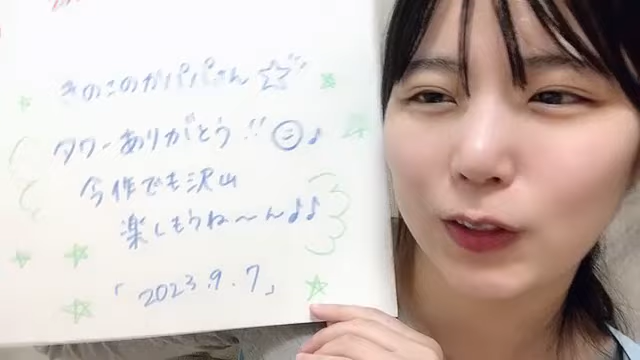 きのこのかパパさん
タワーありがとう!!
今作でも沢山
楽しもうね〜ん♪♪
「2023.9.7」